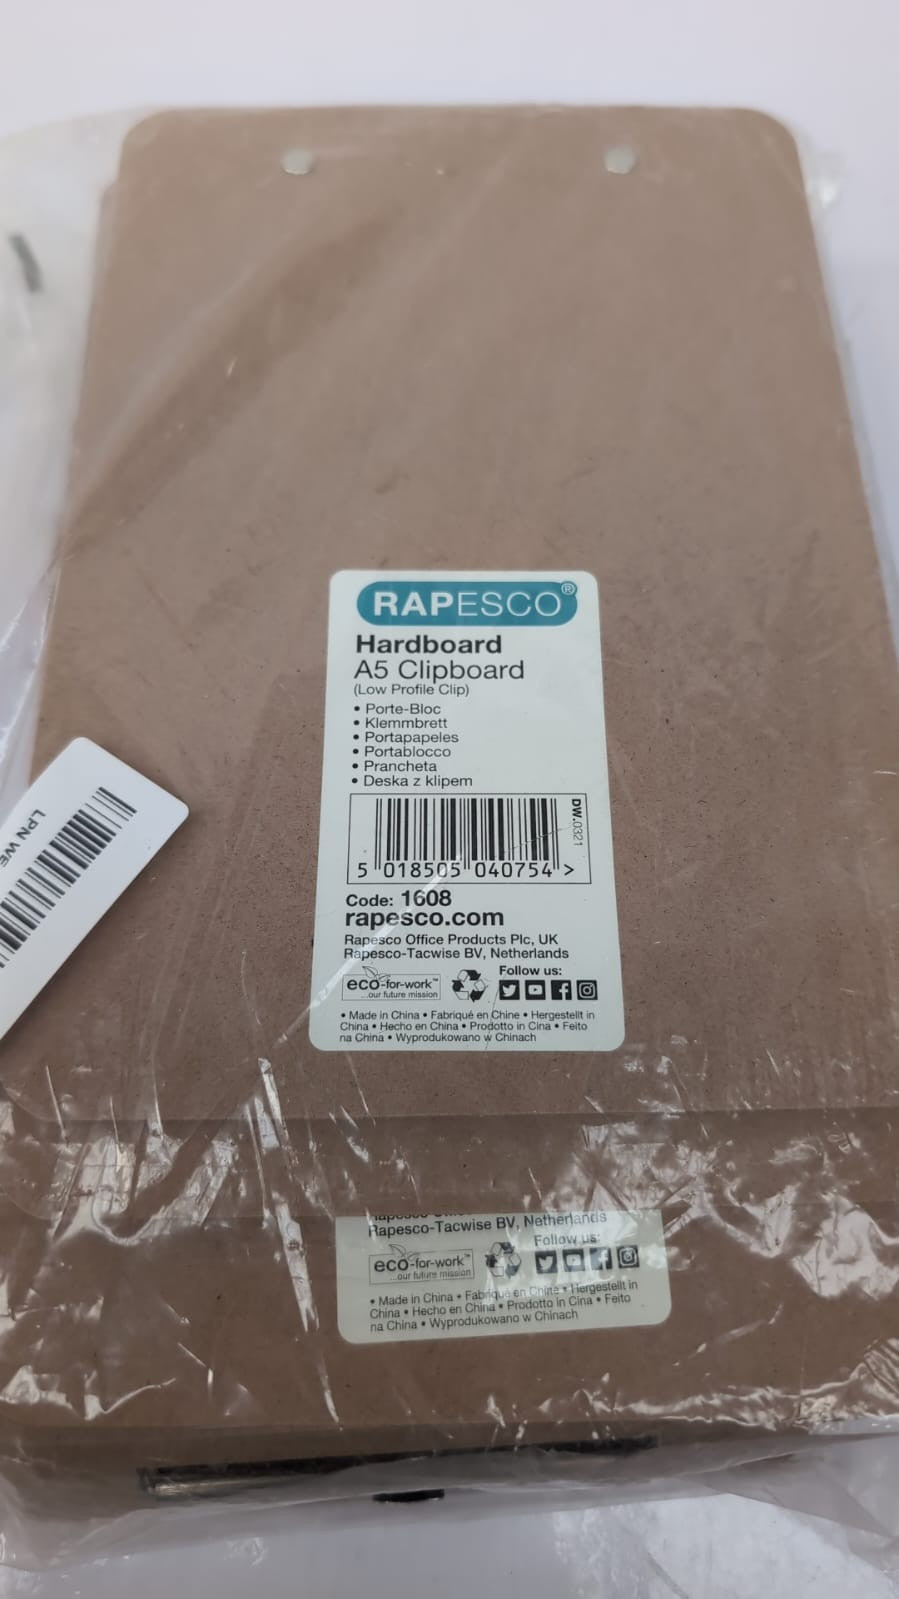 RAPESCO®
Hardboard
A5 Clipboard
(Low Profile Clip)
• Porte-Bloc
• Klemmbrett
• Portapapeles
• Portablocco
• Prancheta
• Deska z klipem
DW.0321
5 018505 040754 >
Code: 1608
rapesco.com
Rapesco Office Products Plc, UK
Rapesco-Tacwise BV, Netherlands
Follow us:
eco-for-work™
...our future mission
• Made in China • Fabriqué en Chine • Hergestellt in
China • Hecho en China • Prodotto in Cina • Feito
na China • Wyprodukowano w Chinach
LPN WE
Rapesco-Tacwise BV, Netherlands
Follow us:
eco-for-work™
...our future mission
• Made in China • Fabriqué en Chine • Hergestellt in
China • Hecho en China • Prodotto in Cina • Feito
na China • Wyprodukowano w Chinach